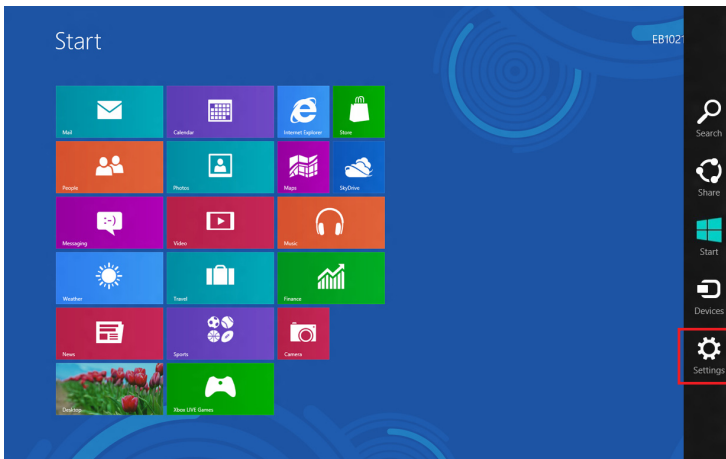 Start
EB1021
Mail
Calendar
Internet Explorer
Store
People
Photos
Maps
SkyDrive
Messaging
:-)
Video
Music
Weather
Travel
Finance
News
Sports
Camera
Desktop
Xbox LIVE Games
Search
Share
Start
Devices
Settings